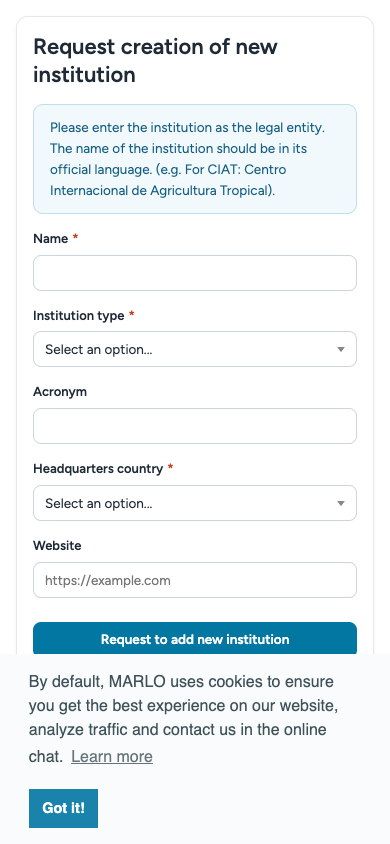 Request creation of new
institution
Please enter the institution as the legal entity.
The name of the institution should be in its
official language. (e.g. For CIAT: Centro
Internacional de Agricultura Tropical).
Name *
Institution type *
Select an option...
Acronym
Headquarters country *
Select an option...
Website
https://example.com
Request to add new institution
By default, MARLO uses cookies to ensure
you get the best experience on our website,
analyze traffic and contact us in the online
chat. Learn more
Got it!